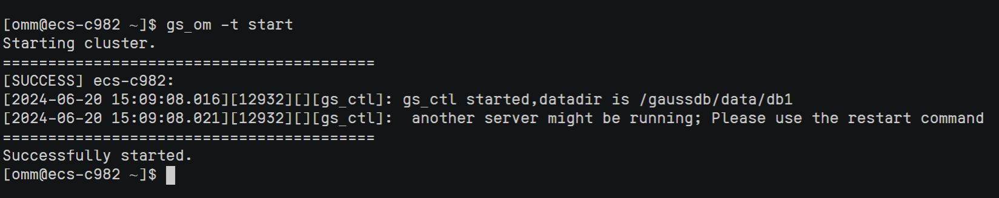 [omm@ecs-c982 ~]$ gs_om -t start
Starting cluster.
=========================================
[SUCCESS] ecs-c982:
[2024-06-20 15:09:08.016][12932][][gs_ctl]: gs_ctl started,datadir is /gaussdb/data/db1
[2024-06-20 15:09:08.021][12932][][gs_ctl]:  another server might be running; Please use the restart command
=========================================
Successfully started.
[omm@ecs-c982 ~]$